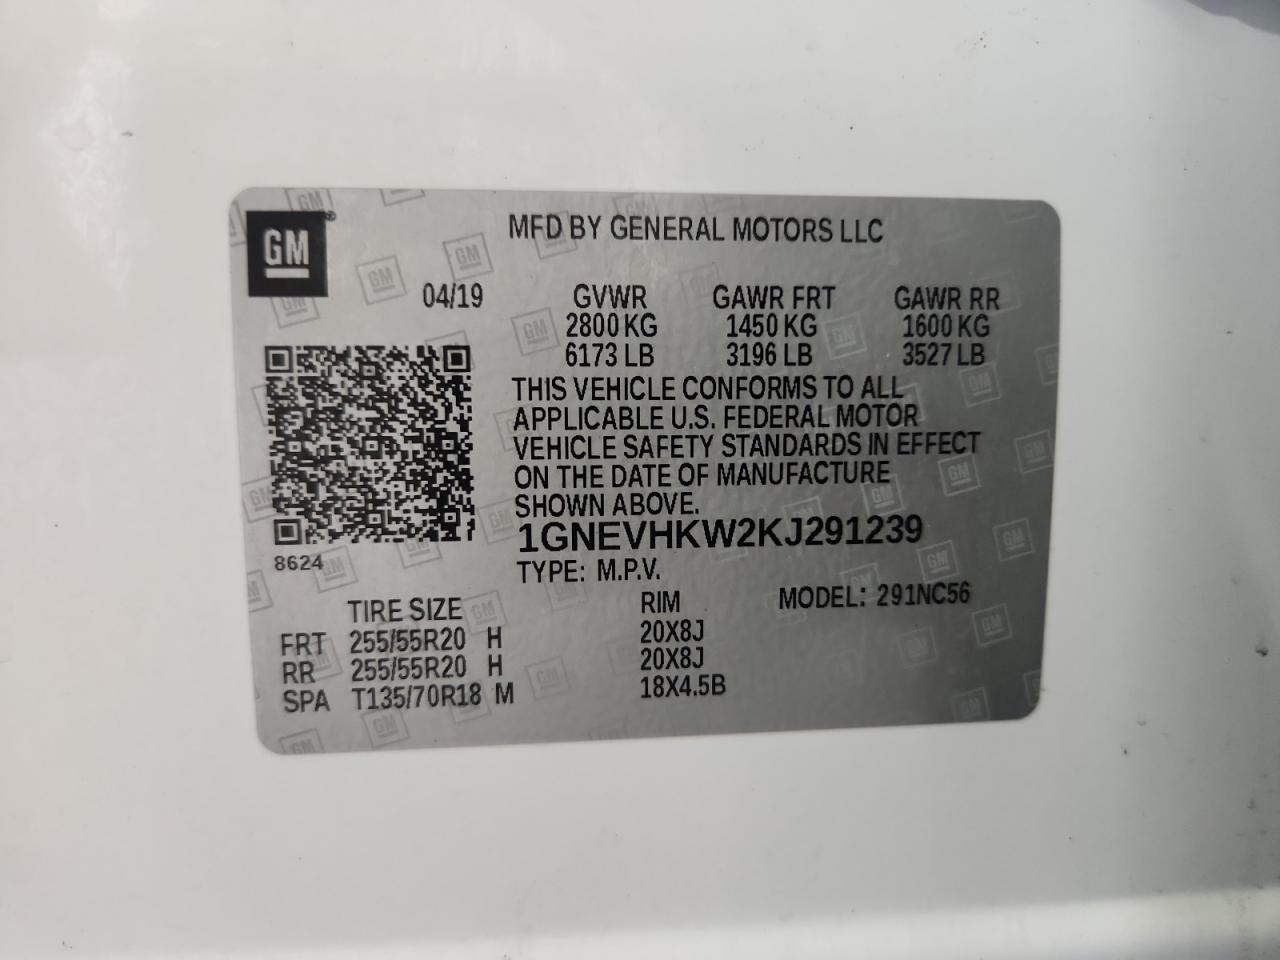 GM®
MFD BY GENERAL MOTORS LLC
04/19 GVWR GAWR FRT GAWR RR
2800 KG 1450 KG 1600 KG
6173 LB 3196 LB 3527 LB
THIS VEHICLE CONFORMS TO ALL
APPLICABLE U.S. FEDERAL MOTOR
VEHICLE SAFETY STANDARDS IN EFFECT
ON THE DATE OF MANUFACTURE
SHOWN ABOVE.
1GNEVHKW2KJ291239
8624
TYPE: M.P.V.
TIRE SIZE RIM MODEL: 291NC56
FRT 255/55R20 H 20X8J
RR 255/55R20 H 20X8J
SPA T135/70R18 M 18X4.5B